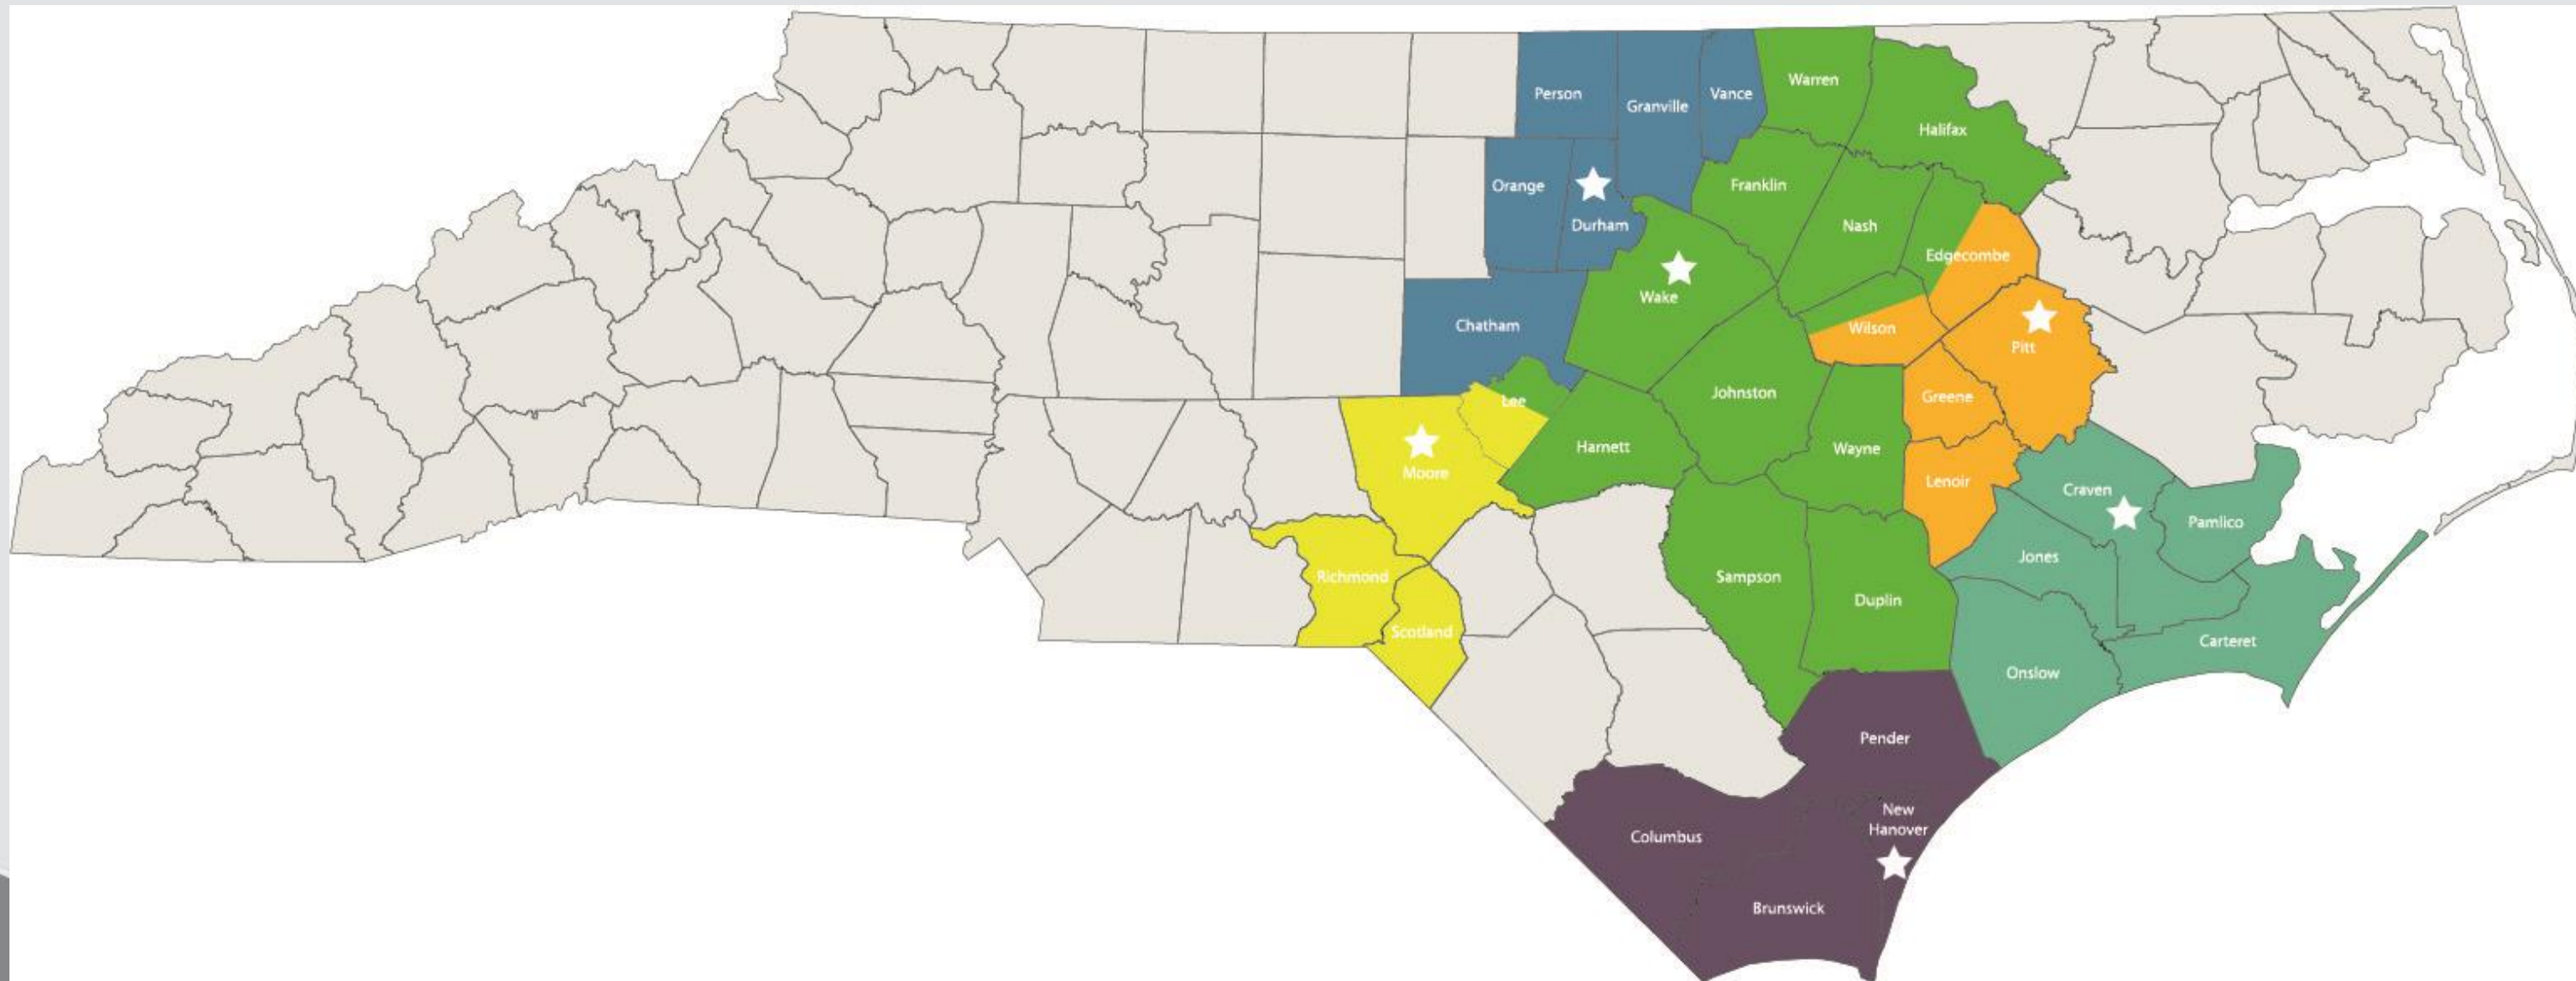 Warren
Person
Granville
Vance
Halifax
Orange
Durham
Franklin
Nash
Edgecombe
Wake
Chatham
Wilson
Pitt
Lee
Johnston
Greene
Moore
Harnett
Wayne
Lenoir
Craven
Pamlico
Richmond
Sampson
Jones
Duplin
Scotland
Carteret
Onslow
Pender
New
Hanover
Columbus
Brunswick